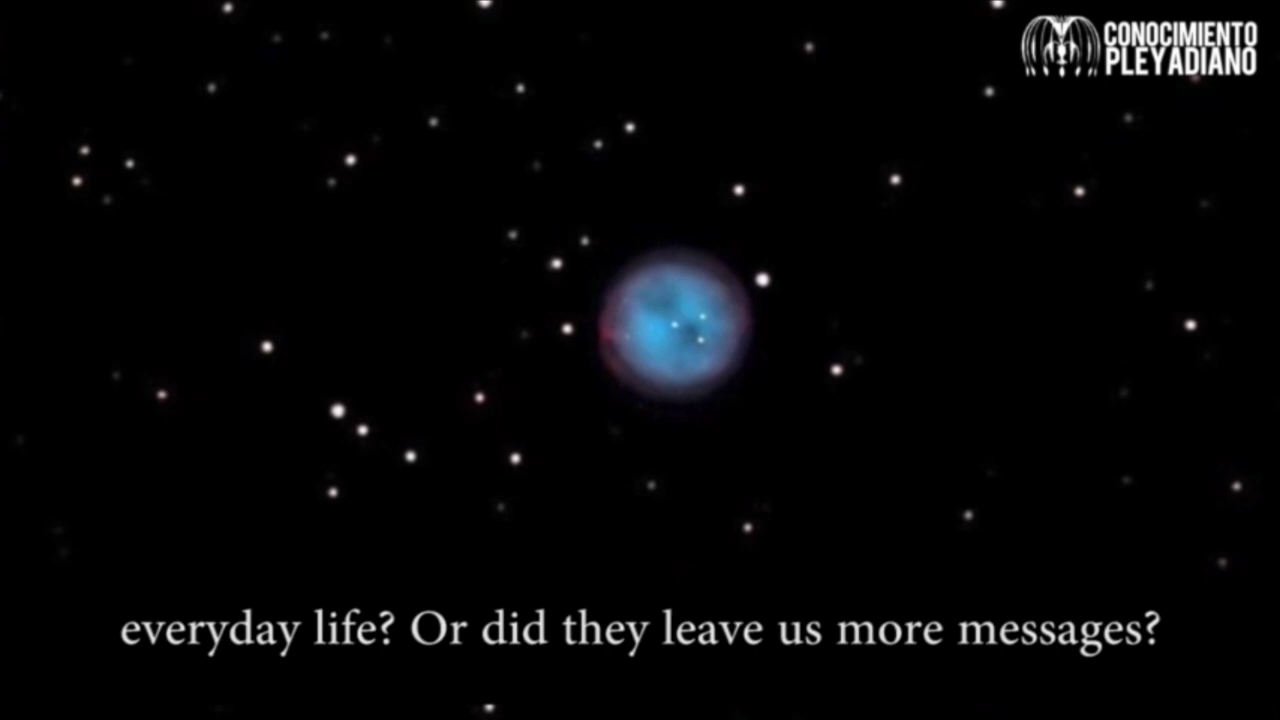 CONOCIMIENTO
PLEYADIANO
everyday life? Or did they leave us more messages?